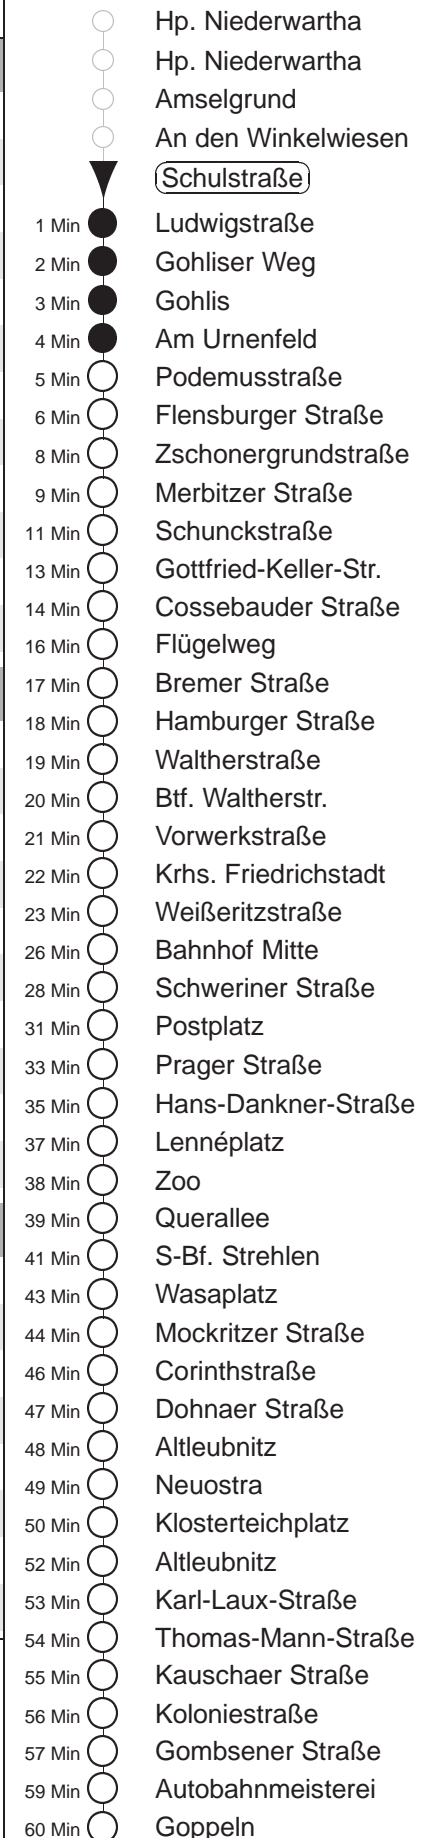 Hp. Niederwartha
Hp. Niederwartha
Amselgrund
An den Winkelwiesen
Schulstraße
1 Min Ludwigstraße
2 Min Gohliser Weg
3 Min Gohlis
4 Min Am Urnenfeld
5 Min Podemusstraße
6 Min Flensburger Straße
8 Min Zschonergrundstraße
9 Min Merbitzer Straße
11 Min Schunckstraße
13 Min Gottfried-Keller-Str.
14 Min Cossebauder Straße
16 Min Flügelweg
17 Min Bremer Straße
18 Min Hamburger Straße
19 Min Waltherstraße
20 Min Btf. Waltherstr.
21 Min Vorwerkstraße
22 Min Krhs. Friedrichstadt
23 Min Weißeritzstraße
26 Min Bahnhof Mitte
28 Min Schweriner Straße
31 Min Postplatz
33 Min Prager Straße
35 Min Hans-Dankner-Straße
37 Min Lennéplatz
38 Min Zoo
39 Min Querallee
41 Min S-Bf. Strehlen
43 Min Wasaplatz
44 Min Mockritzer Straße
46 Min Corinthstraße
47 Min Dohnaer Straße
48 Min Altleubnitz
49 Min Neuostra
50 Min Klosterteichplatz
52 Min Altleubnitz
53 Min Karl-Laux-Straße
54 Min Thomas-Mann-Straße
55 Min Kauschaer Straße
56 Min Koloniestraße
57 Min Gombsener Straße
59 Min Autobahnmeisterei
60 Min Goppeln